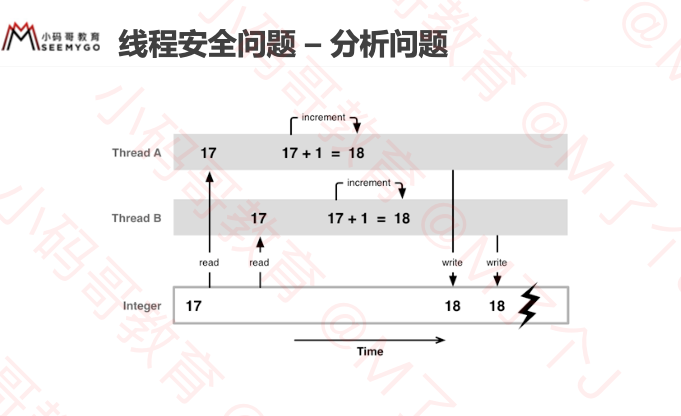 小码哥教育
SEEMYGO
线程安全问题 – 分析问题
increment
Thread A 17 17 + 1 = 18
increment
Thread B 17 17 + 1 = 18
read read write write
Integer 17 18 18
Time
小码哥教育 @M了个J